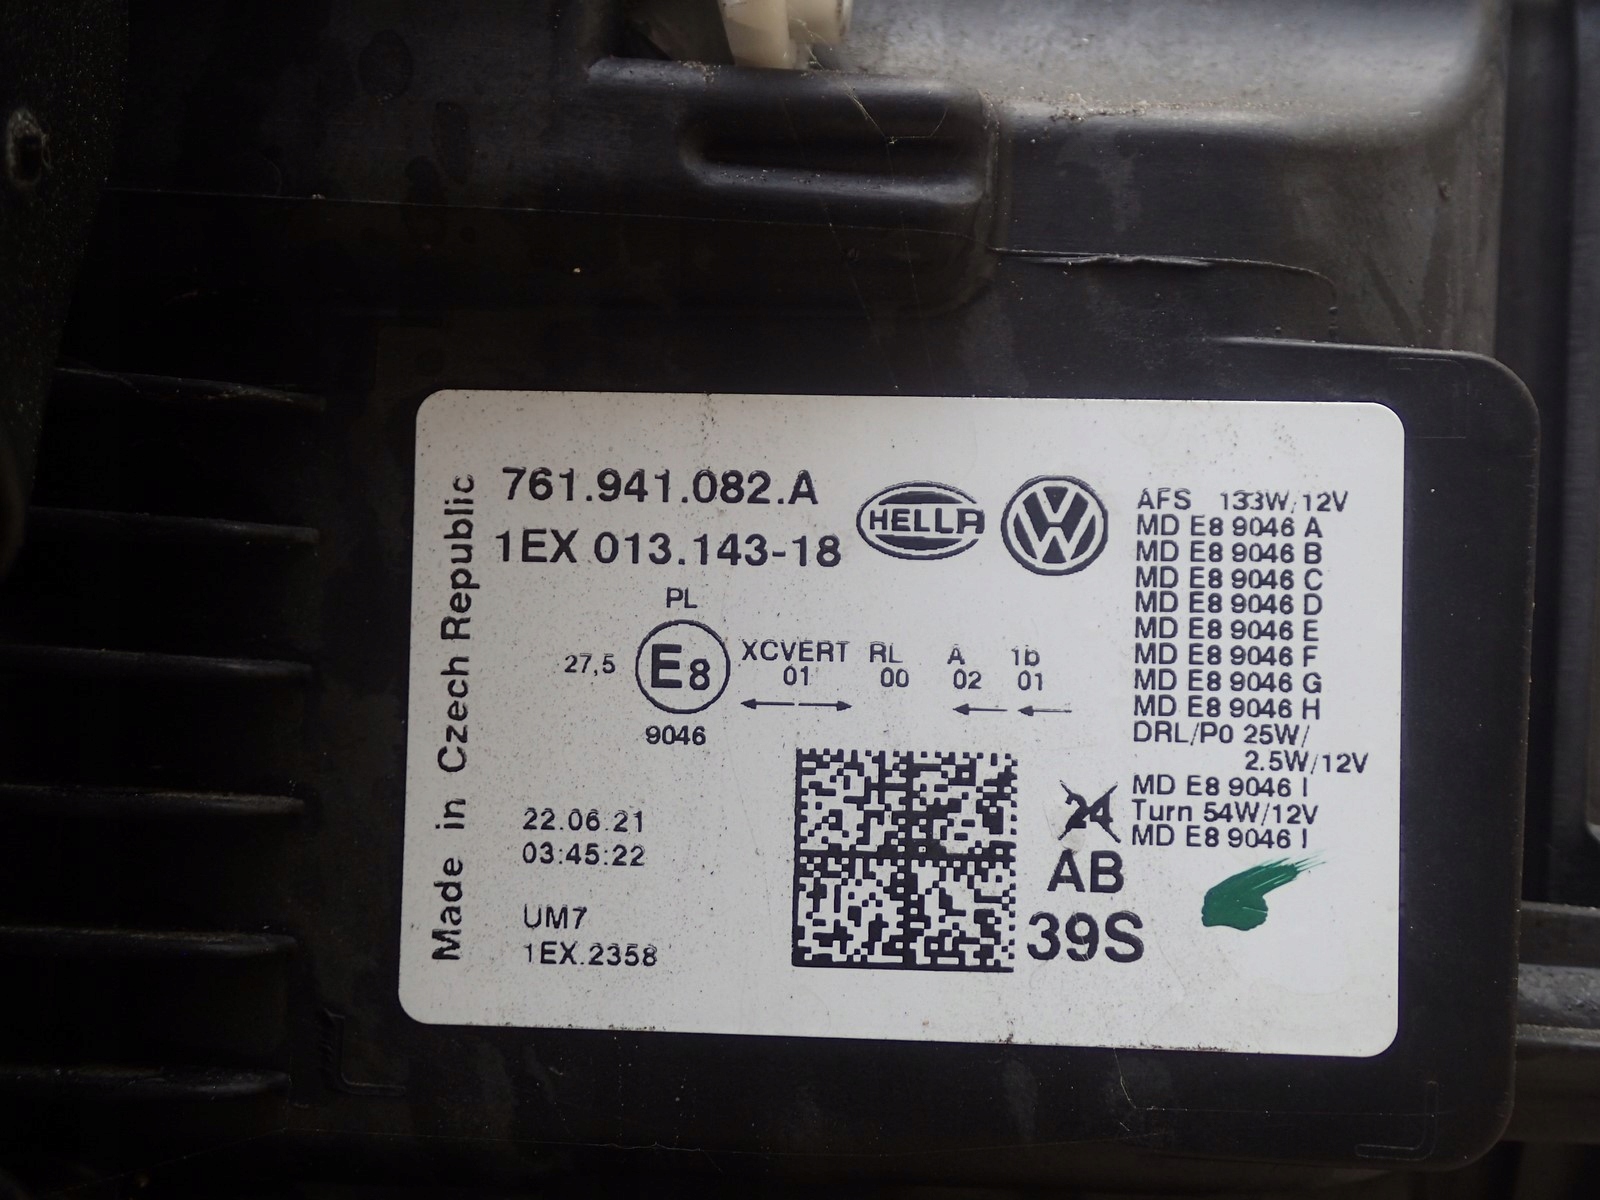 Made in Czech Republic
761.941.082.A
1EX 013.143-18
HELLA
PL
27,5 E8 XCVERT RL A 1b
01 00 02 01
9046
22.06.21
03:45:22
UM7
1EX.2358
24
AB
39S
AFS 133W/12V
MD E8 9046 A
MD E8 9046 B
MD E8 9046 C
MD E8 9046 D
MD E8 9046 E
MD E8 9046 F
MD E8 9046 G
MD E8 9046 H
DRL/P0 25W/
2.5W/12V
MD E8 9046 I
Turn 54W/12V
MD E8 9046 I